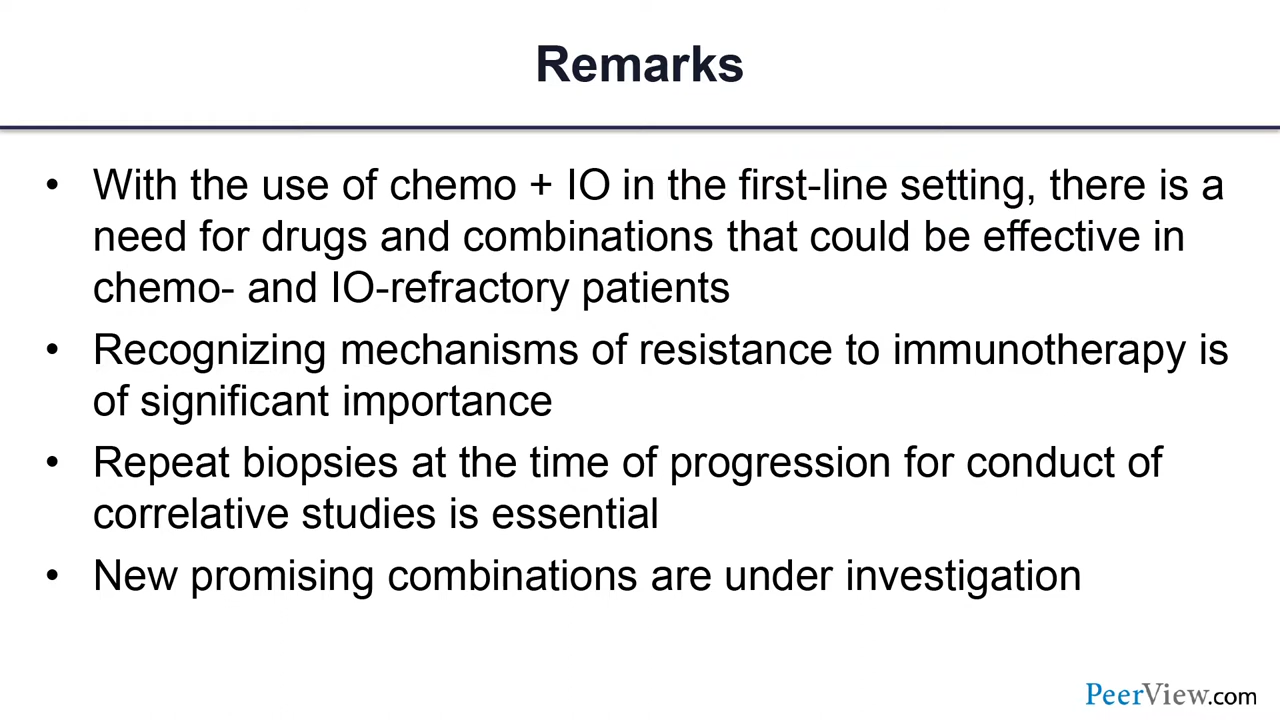 Remarks
• With the use of chemo + IO in the first-line setting, there is a
need for drugs and combinations that could be effective in
chemo- and IO-refractory patients
• Recognizing mechanisms of resistance to immunotherapy is
of significant importance
• Repeat biopsies at the time of progression for conduct of
correlative studies is essential
• New promising combinations are under investigation
PeerView.com